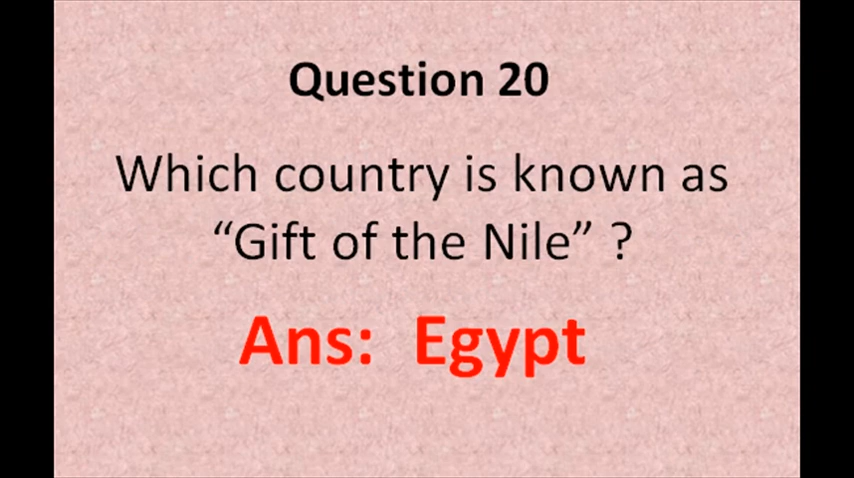 Question 20
Which country is known as
“Gift of the Nile” ?
Ans: Egypt